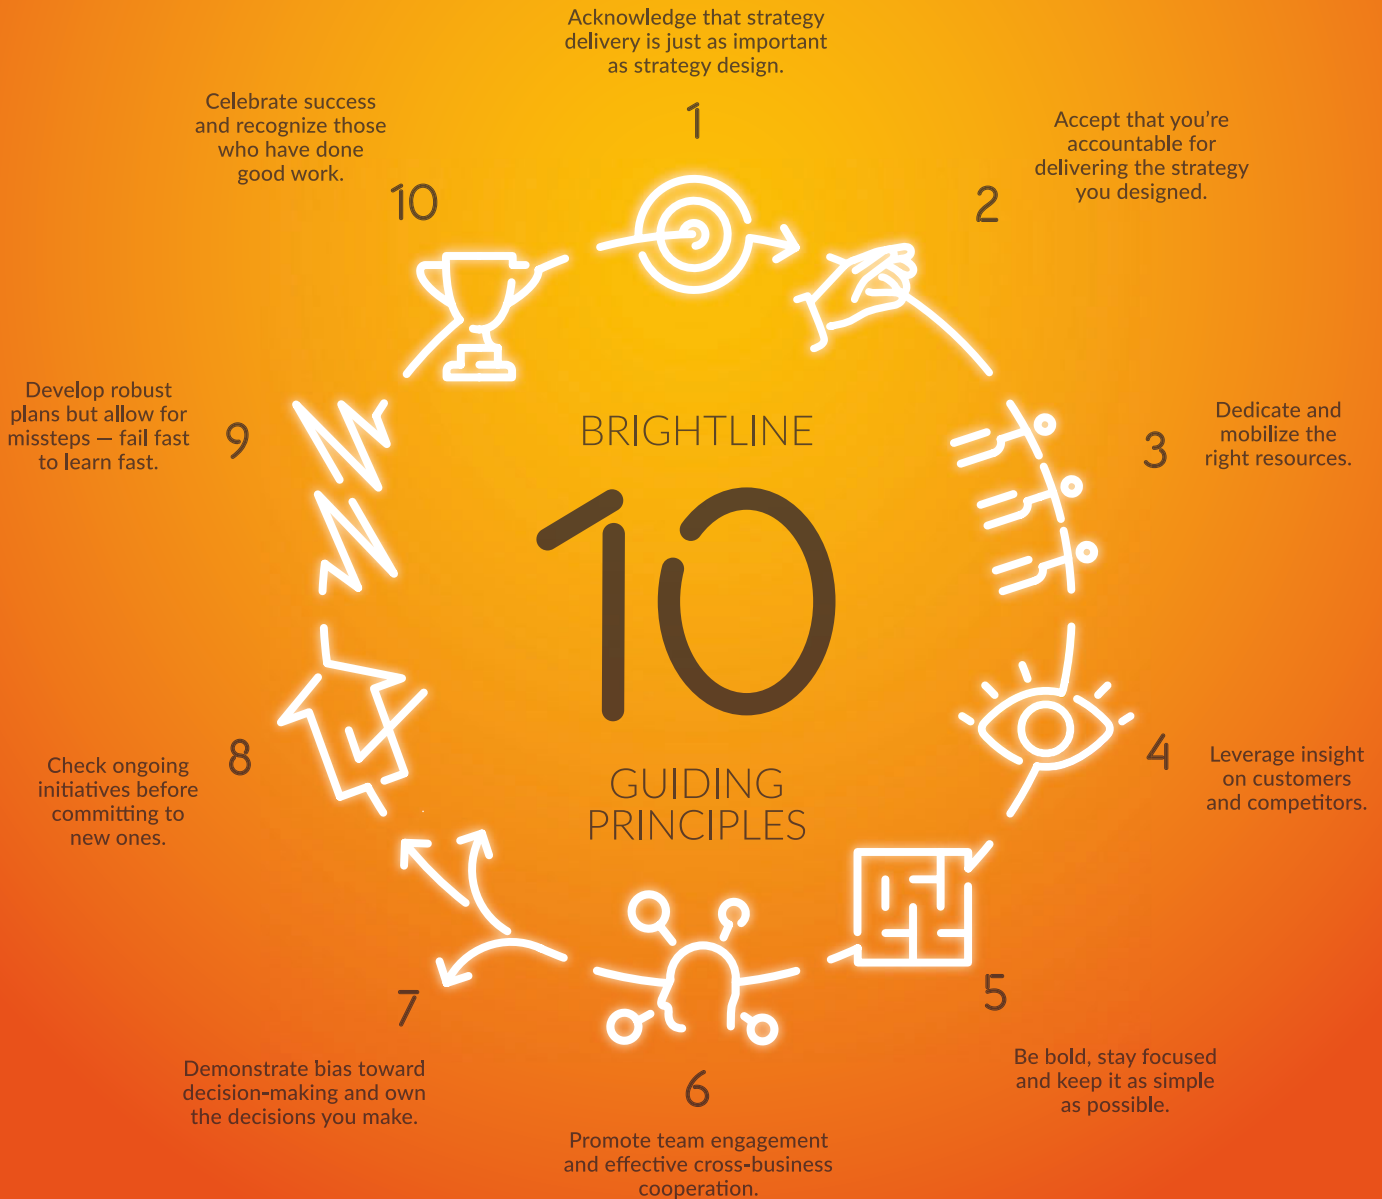 BRIGHTLINE
10
GUIDING
PRINCIPLES
Acknowledge that strategy
delivery is just as important
as strategy design.
1
Accept that you’re
accountable for
delivering the strategy
you designed.
2
Dedicate and
mobilize the
right resources.
3
Leverage insight
on customers
and competitors.
4
5
Be bold, stay focused
and keep it as simple
as possible.
6
Promote team engagement
and effective cross-business
cooperation.
7
Demonstrate bias toward
decision-making and own
the decisions you make.
8
Check ongoing
initiatives before
committing to
new ones.
9
Develop robust
plans but allow for
missteps — fail fast
to learn fast.
10
Celebrate success
and recognize those
who have done
good work.